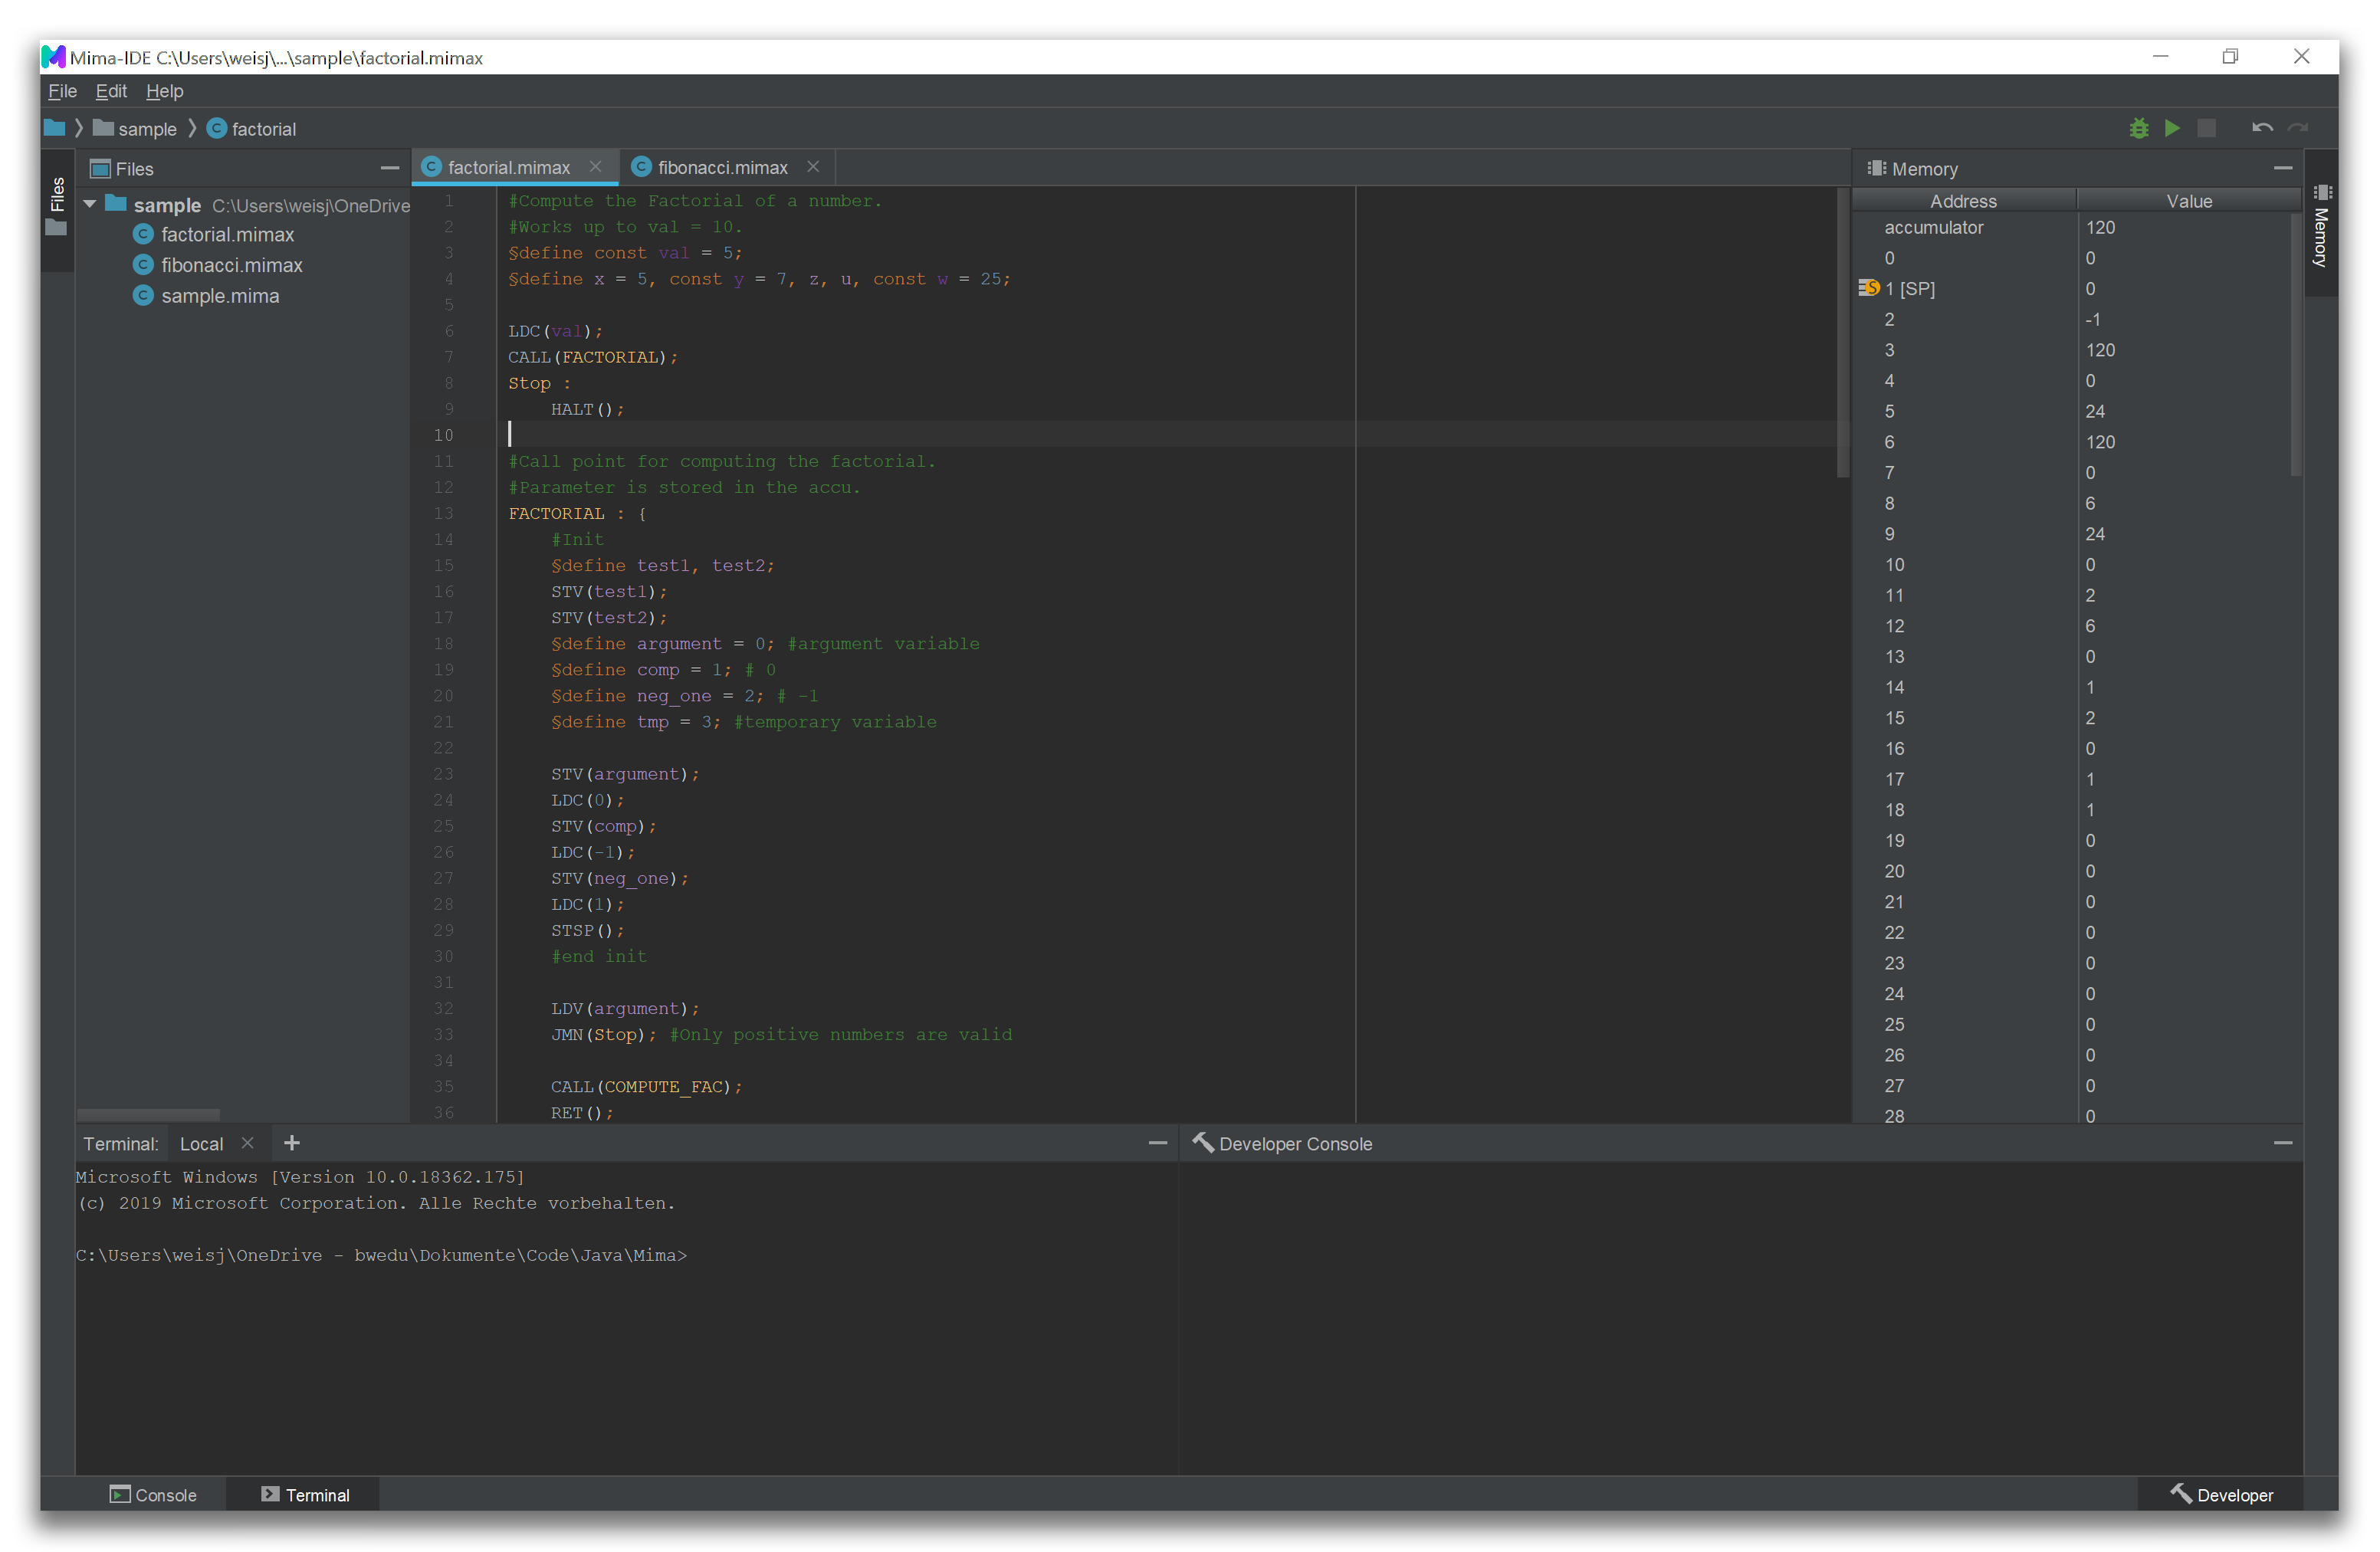 Mima-IDE C:\Users\weisj\...\sample\factorial.mimax
File Edit Help
sample factorial
Files
Files
sample C:\Users\weisj\OneDrive
factorial.mimax
fibonacci.mimax
sample.mima
factorial.mimax fibonacci.mimax
1 #Compute the Factorial of a number.
2 #Works up to val = 10.
3 §define const val = 5;
4 §define x = 5, const y = 7, z, u, const w = 25;
5
6 LDC(val);
7 CALL(FACTORIAL);
8 Stop :
9 HALT();
10
11 #Call point for computing the factorial.
12 #Parameter is stored in the accu.
13 FACTORIAL : {
14 #Init
15 §define test1, test2;
16 STV(test1);
17 STV(test2);
18 §define argument = 0; #argument variable
19 §define comp = 1; # 0
20 §define neg_one = 2; # -1
21 §define tmp = 3; #temporary variable
22
23 STV(argument);
24 LDC(0);
25 STV(comp);
26 LDC(-1);
27 STV(neg_one);
28 LDC(1);
29 STSP();
30 #end init
31
32 LDV(argument);
33 JMN(Stop); #Only positive numbers are valid
34
35 CALL(COMPUTE_FAC);
36 RET();
Memory
Address Value
accumulator 120
0 0
S 1 [SP] 0
2 -1
3 120
4 0
5 24
6 120
7 0
8 6
9 24
10 0
11 2
12 6
13 0
14 1
15 2
16 0
17 1
18 1
19 0
20 0
21 0
22 0
23 0
24 0
25 0
26 0
27 0
28 0
Memory
Terminal: Local
Microsoft Windows [Version 10.0.18362.175]
(c) 2019 Microsoft Corporation. Alle Rechte vorbehalten.
C:\Users\weisj\OneDrive - bwedu\Dokumente\Code\Java\Mima>
Developer Console
Console Terminal Developer